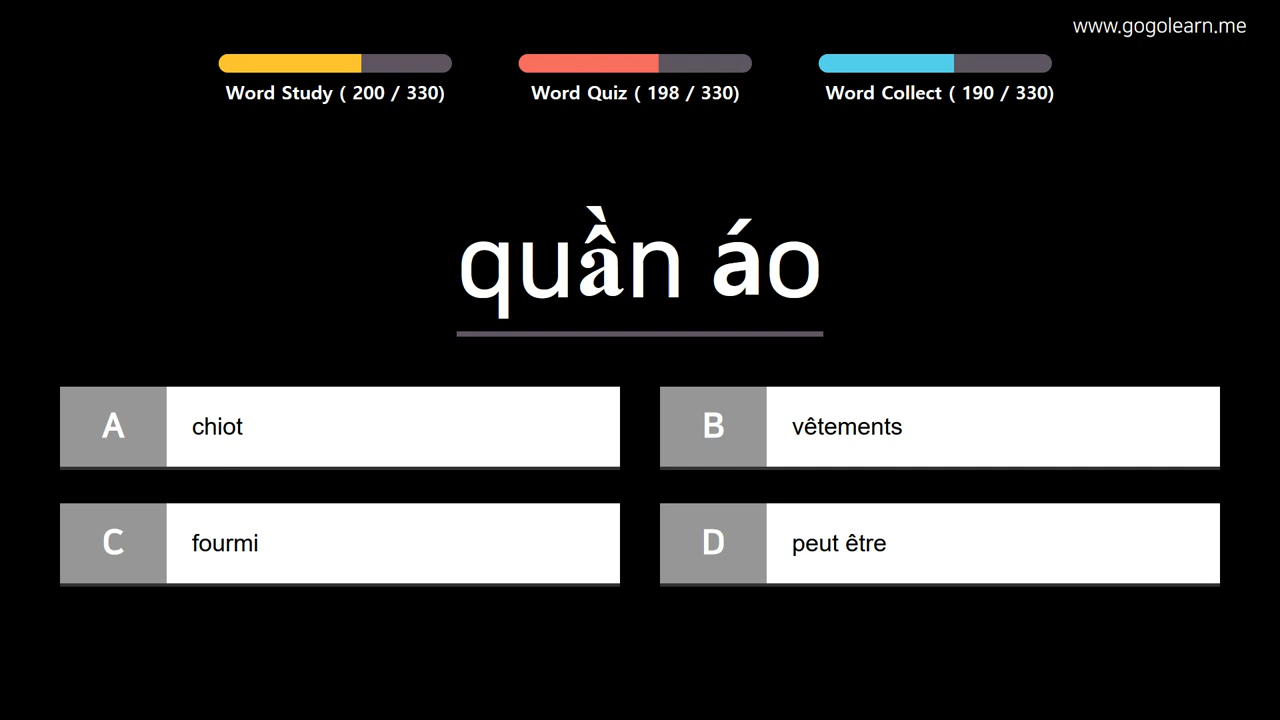 www.gogolearn.me
Word Study ( 200 / 330)
Word Quiz ( 198 / 330)
Word Collect ( 190 / 330)
quần áo
A chiot
B vêtements
C fourmi
D peut être